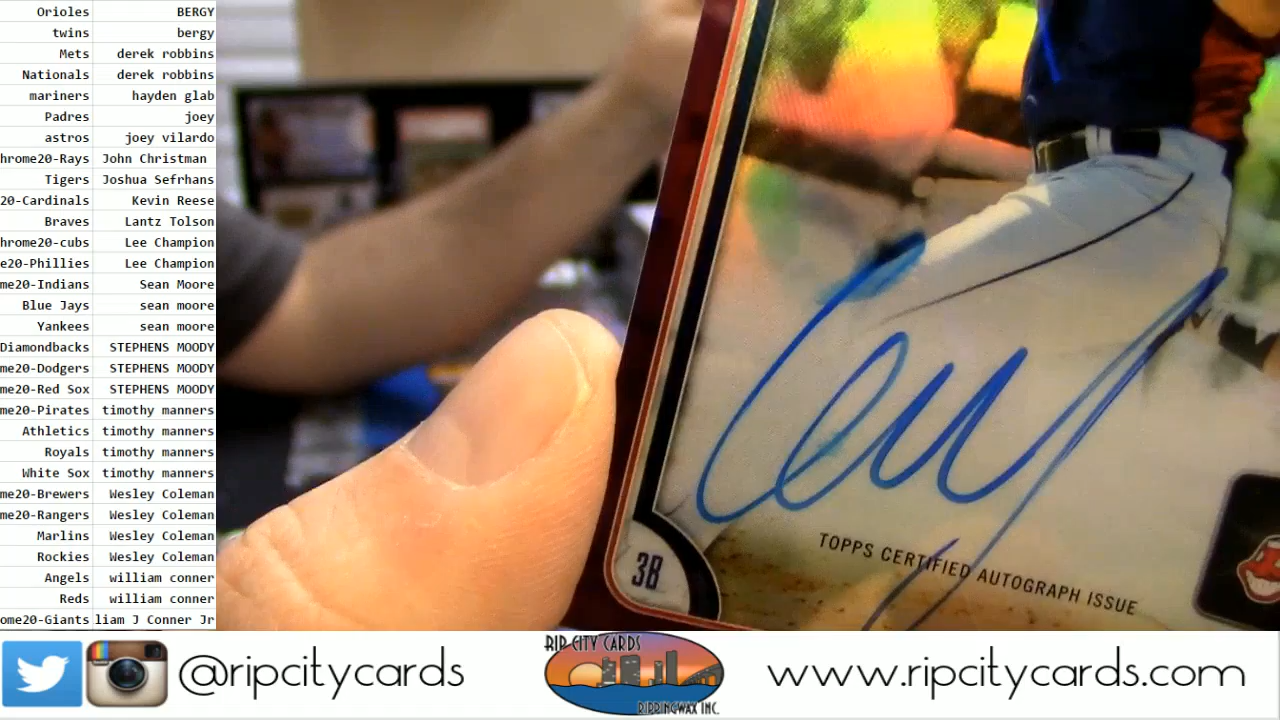 Orioles BERGY
twins bergy
Mets derek robbins
Nationals derek robbins
mariners hayden glab
Padres joey
astros joey vilardo
hrome20-Rays John Christman
Tigers Joshua Sefrhans
20-Cardinals Kevin Reese
Braves Lantz Tolson
hrome20-cubs Lee Champion
e20-Phillies Lee Champion
me20-Indians Sean Moore
Blue Jays sean moore
Yankees sean moore
Diamondbacks STEPHENS MOODY
me20-Dodgers STEPHENS MOODY
me20-Red Sox STEPHENS MOODY
me20-Pirates timothy manners
Athletics timothy manners
Royals timothy manners
White Sox timothy manners
me20-Brewers Wesley Coleman
me20-Rangers Wesley Coleman
Marlins Wesley Coleman
Rockies Wesley Coleman
Angels william conner
Reds william conner
ome20-Giants liam J Conner Jr
TOPPS CERTIFIED AUTOGRAPH ISSUE
3B
@ripcitycards
RIP CITY CARDS
RIPPINGWAX INC.
www.ripcitycards.com